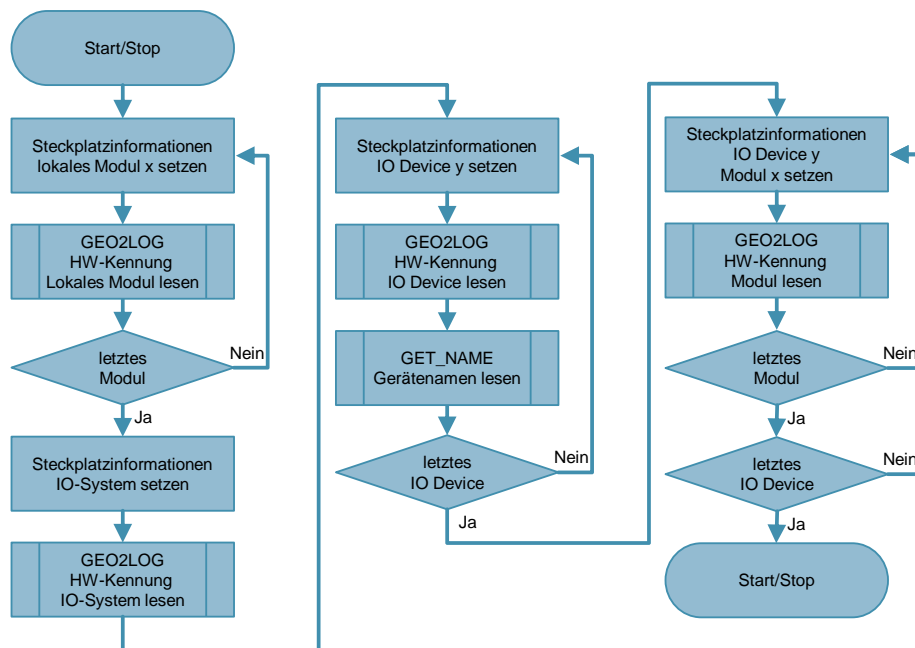 Start/Stop
Steckplatzinformationen
lokales Modul x setzen
GEO2LOG
HW-Kennung
Lokales Modul lesen
letztes
Modul
Nein
Ja
Steckplatzinformationen
IO-System setzen
GEO2LOG
HW-Kennung
IO-System lesen
Steckplatzinformationen
IO Device y setzen
GEO2LOG
HW-Kennung
IO Device lesen
GET_NAME
Gerätenamen lesen
letztes
IO Device
Nein
Ja
Steckplatzinformationen
IO Device y
Modul x setzen
GEO2LOG
HW-Kennung
Modul lesen
letztes
Modul
Nein
Ja
letztes
IO Device
Nein
Ja
Start/Stop